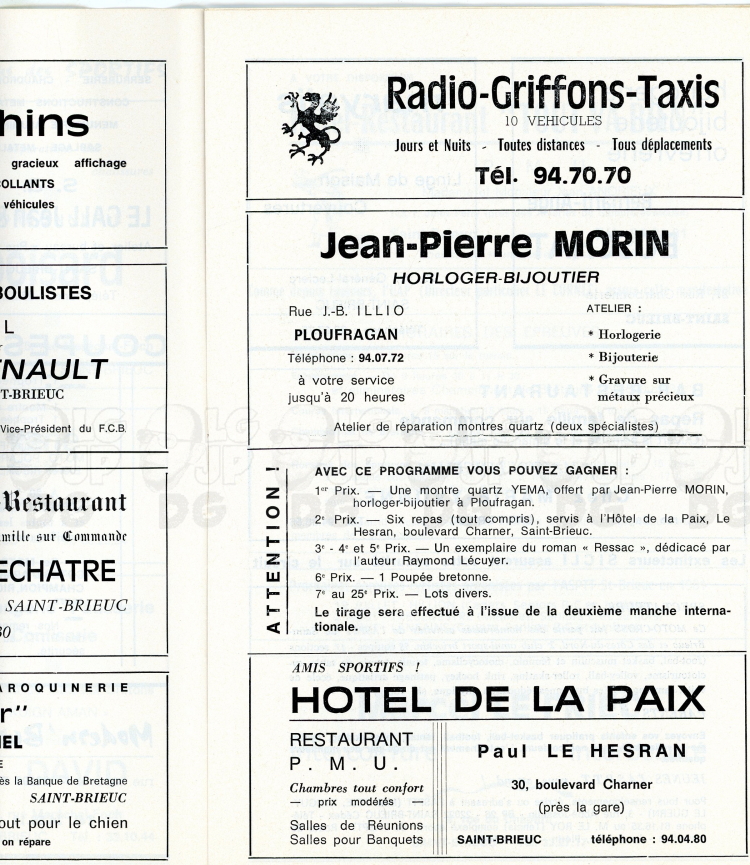 hins
gracieux affichage
COLLANTS
véhicules
BOULISTES
L
NAULT
T-BRIEUC
Vice-Président du F.C.B.
Restaurant
mille sur Commande
ECHATRE
SAINT-BRIEUC
30
AROQUINERIE
r"
IEL
E
ès la Banque de Bretagne
SAINT-BRIEUC
out pour le chien
on répare
Radio-Griffons-Taxis
10 VEHICULES
Jours et Nuits - Toutes distances - Tous déplacements
Tél. 94.70.70
Jean-Pierre MORIN
HORLOGER-BIJOUTIER
Rue J.-B. ILLIO
PLOUFRAGAN
Téléphone : 94.07.72
à votre service
jusqu'à 20 heures
ATELIER :
* Horlogerie
* Bijouterie
* Gravure sur
métaux précieux
Atelier de réparation montres quartz (deux spécialistes)
ATTENTION !
AVEC CE PROGRAMME VOUS POUVEZ GAGNER :
1er Prix. — Une montre quartz YEMA, offert par Jean-Pierre MORIN,
horloger-bijoutier à Ploufragan.
2e Prix. — Six repas (tout compris), servis à l'Hôtel de la Paix, Le
Hesran, boulevard Charner, Saint-Brieuc.
3e - 4e et 5e Prix. — Un exemplaire du roman « Ressac », dédicacé par
l'auteur Raymond Lécuyer.
6e Prix. — 1 Poupée bretonne.
7e au 25e Prix. — Lots divers.
Le tirage sera effectué à l'issue de la deuxième manche interna-
tionale.
AMIS SPORTIFS !
HOTEL DE LA PAIX
RESTAURANT
P. M. U.
Chambres tout confort
— prix modérés —
Salles de Réunions
Salles pour Banquets
Paul LE HESRAN
30, boulevard Charner
(près la gare)
SAINT-BRIEUC téléphone : 94.04.80